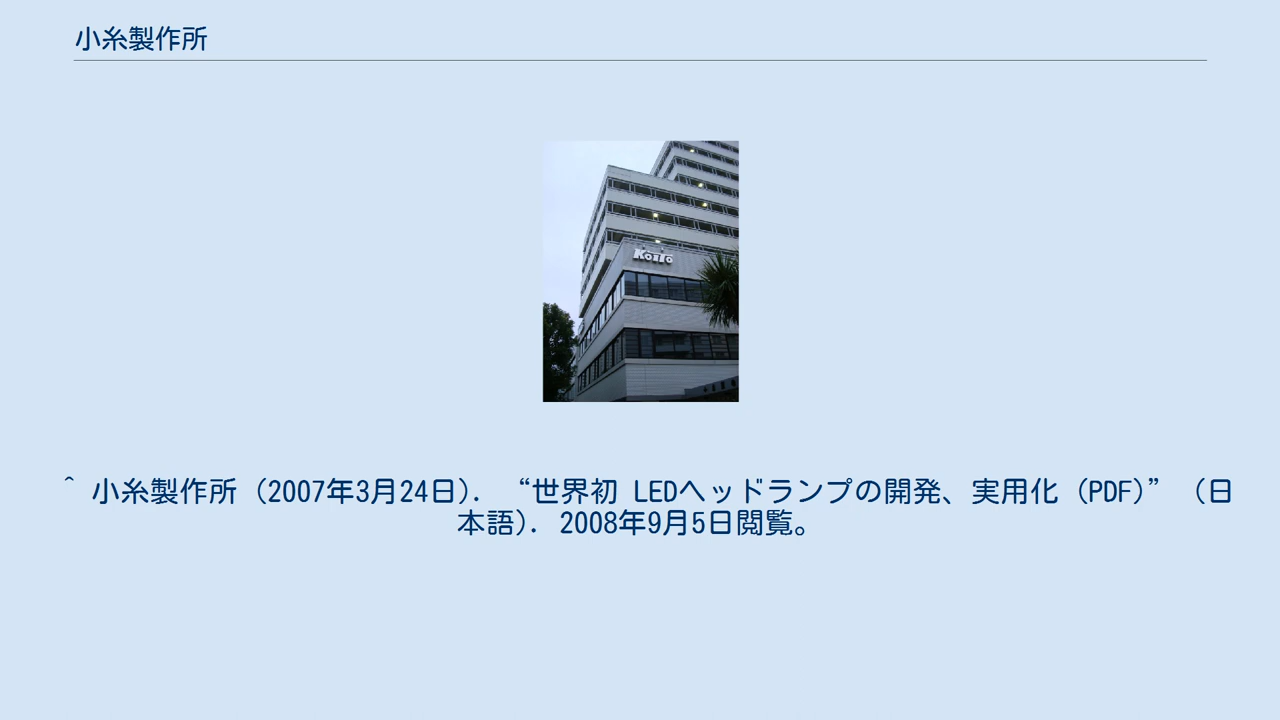 小糸製作所
KOITO
^ 小糸製作所 (2007年3月24日). “世界初 LEDヘッドランプの開発、実用化 (PDF)” (日
本語). 2008年9月5日閲覧。